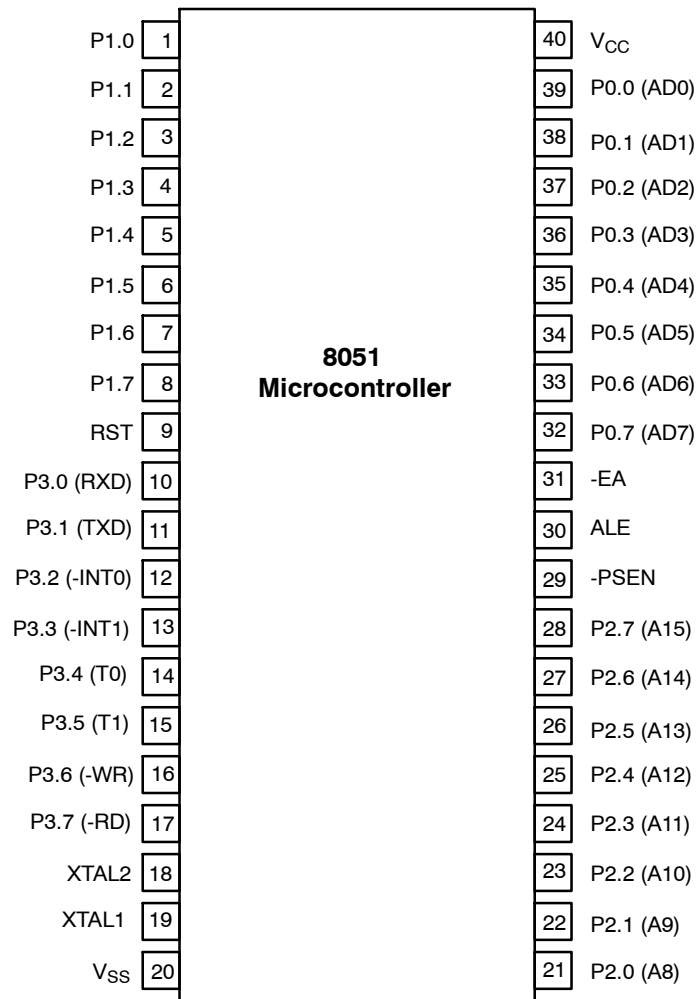 P1.0 1
P1.1 2
P1.2 3
P1.3 4
P1.4 5
P1.5 6
P1.6 7
P1.7 8
RST 9
P3.0 (RXD) 10
P3.1 (TXD) 11
P3.2 (-INT0) 12
P3.3 (-INT1) 13
P3.4 (T0) 14
P3.5 (T1) 15
P3.6 (-WR) 16
P3.7 (-RD) 17
XTAL2 18
XTAL1 19
VSS 20
8051
Microcontroller
40 VCC
39 P0.0 (AD0)
38 P0.1 (AD1)
37 P0.2 (AD2)
36 P0.3 (AD3)
35 P0.4 (AD4)
34 P0.5 (AD5)
33 P0.6 (AD6)
32 P0.7 (AD7)
31 -EA
30 ALE
29 -PSEN
28 P2.7 (A15)
27 P2.6 (A14)
26 P2.5 (A13)
25 P2.4 (A12)
24 P2.3 (A11)
23 P2.2 (A10)
22 P2.1 (A9)
21 P2.0 (A8)